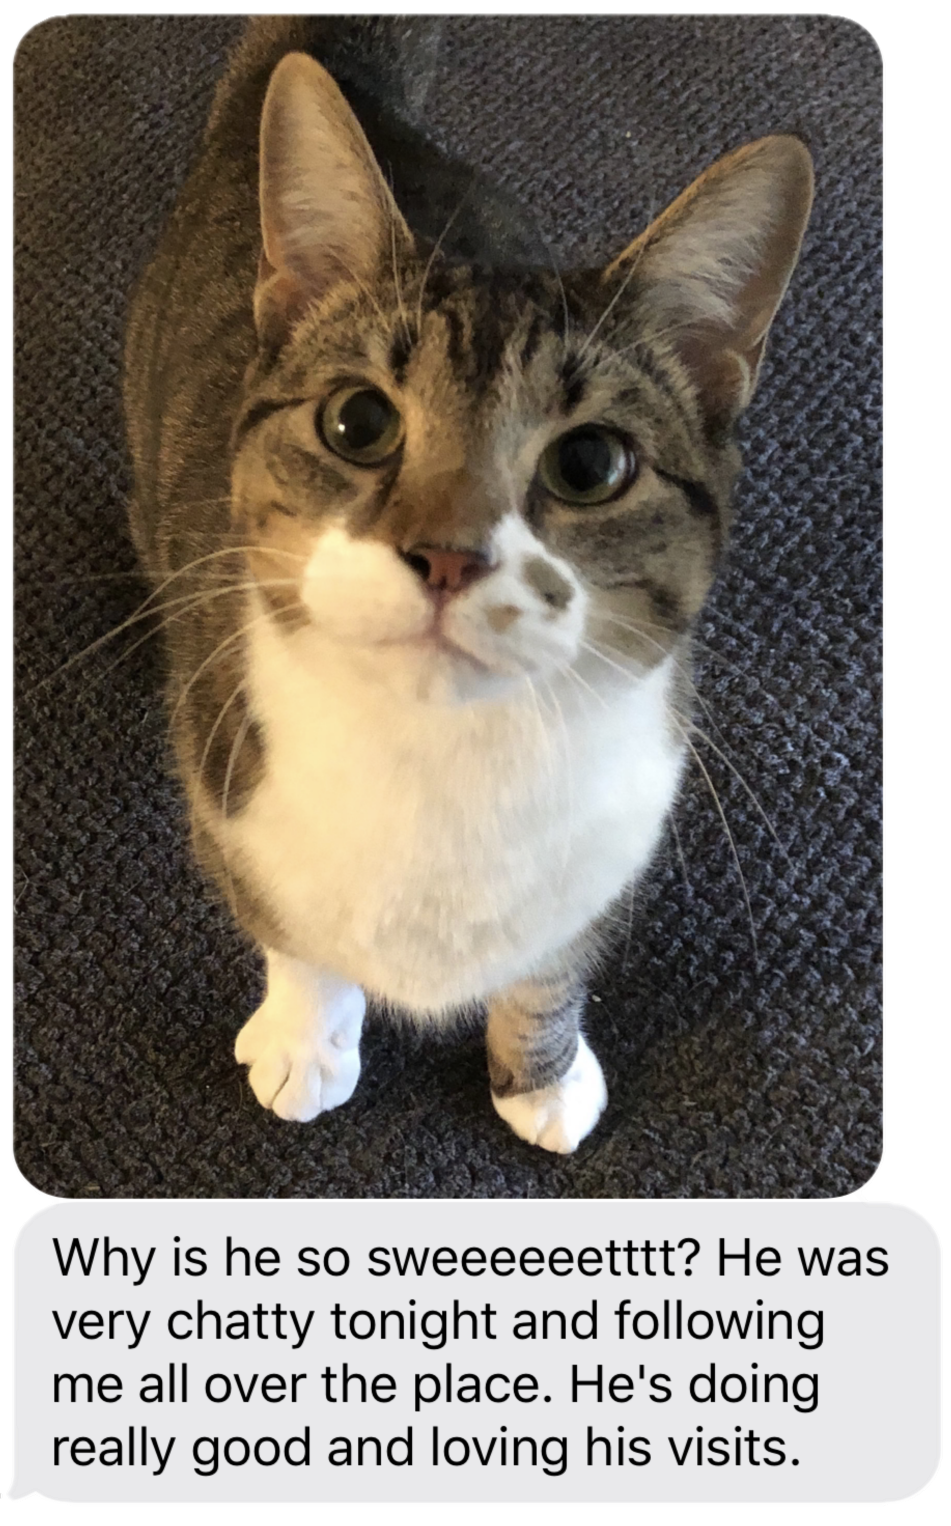 Why is he so sweeeeeeetttt? He was
very chatty tonight and following
me all over the place. He's doing
really good and loving his visits.